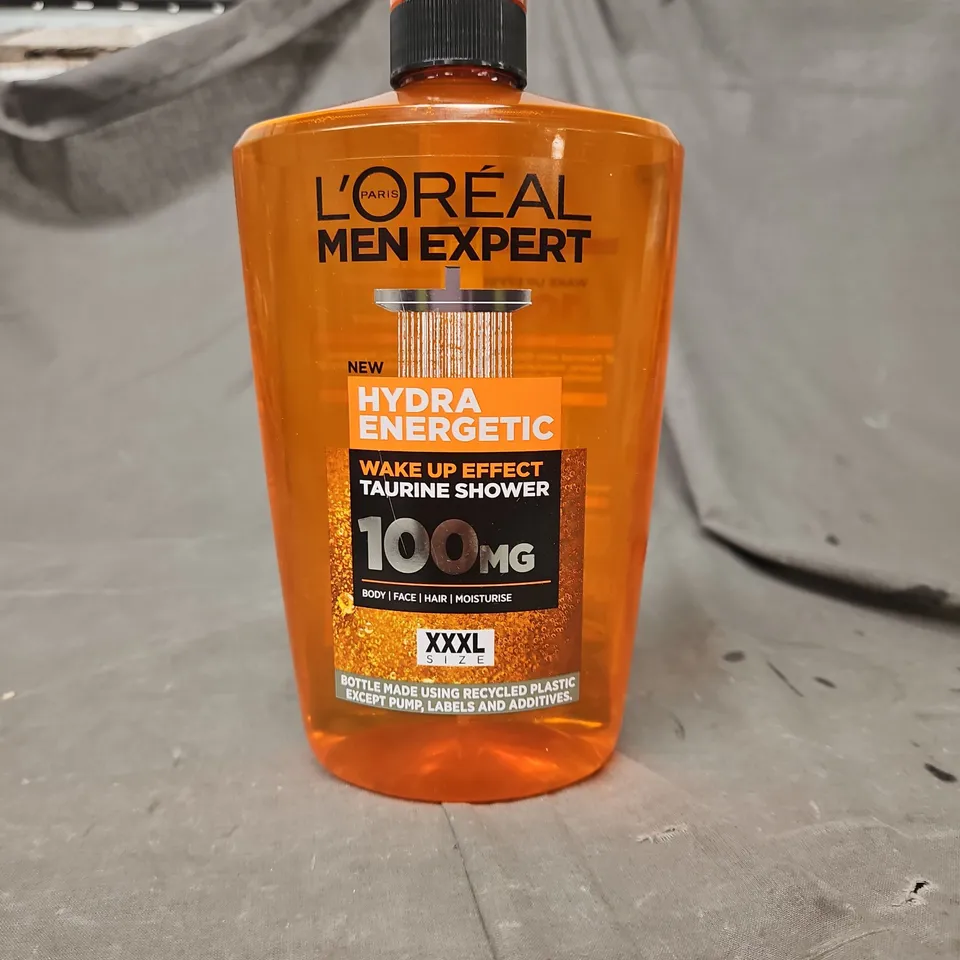 L'ORÉAL
PARIS
MEN EXPERT
NEW
HYDRA
ENERGETIC
WAKE UP EFFECT
TAURINE SHOWER
100MG
BODY | FACE | HAIR | MOISTURISE
XXXL
SIZE
BOTTLE MADE USING RECYCLED PLASTIC
EXCEPT PUMP, LABELS AND ADDITIVES.